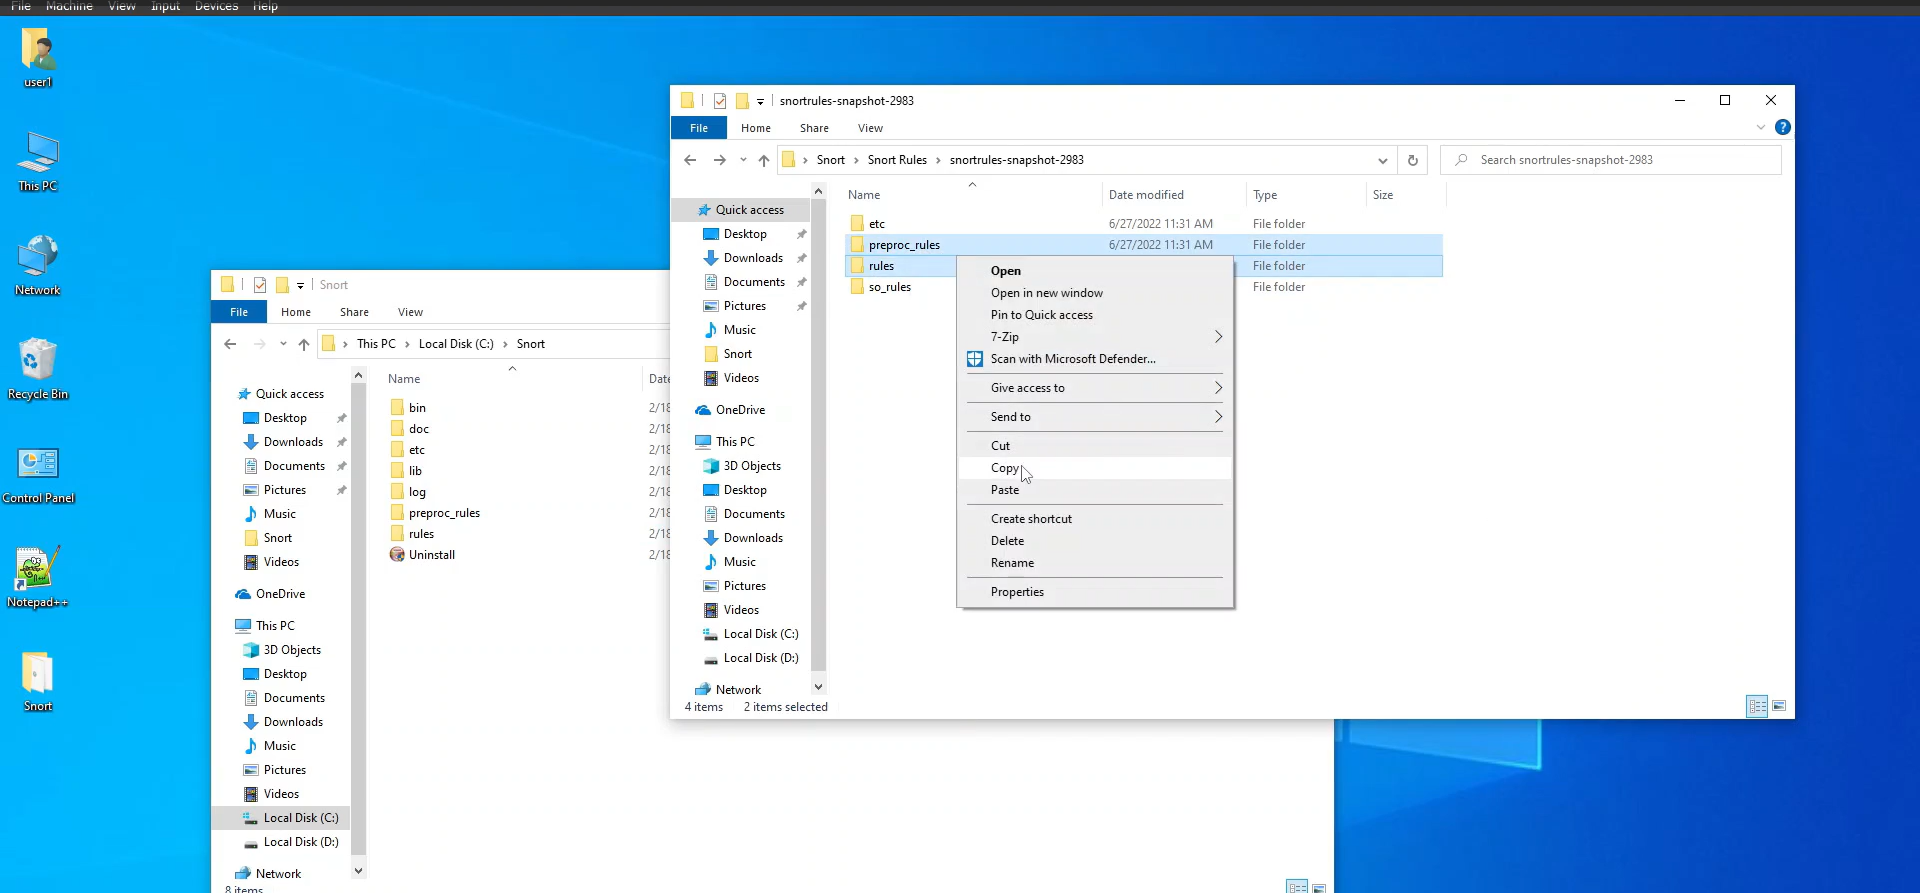 File Machine View Input Devices Help
user1
This PC
Network
Recycle Bin
Control Panel
Notepad++
Snort
Snort
File Home Share View
This PC › Local Disk (C:) › Snort
Quick access
Desktop
Downloads
Documents
Pictures
Music
Snort
Videos
OneDrive
This PC
3D Objects
Desktop
Documents
Downloads
Music
Pictures
Videos
Local Disk (C:)
Local Disk (D:)
Network
Name Date
bin 2/18
doc 2/18
etc 2/18
lib 2/18
log 2/18
preproc_rules 2/18
rules 2/18
Uninstall 2/18
8 items
snortrules-snapshot-2983
File Home Share View
› Snort › Snort Rules › snortrules-snapshot-2983
Search snortrules-snapshot-2983
Quick access
Desktop
Downloads
Documents
Pictures
Music
Snort
Videos
OneDrive
This PC
3D Objects
Desktop
Documents
Downloads
Music
Pictures
Videos
Local Disk (C:)
Local Disk (D:)
Network
Name Date modified Type Size
etc 6/27/2022 11:31 AM File folder
preproc_rules 6/27/2022 11:31 AM File folder
rules File folder
so_rules File folder
4 items 2 items selected
Open
Open in new window
Pin to Quick access
7-Zip
Scan with Microsoft Defender...
Give access to
Send to
Cut
Copy
Paste
Create shortcut
Delete
Rename
Properties